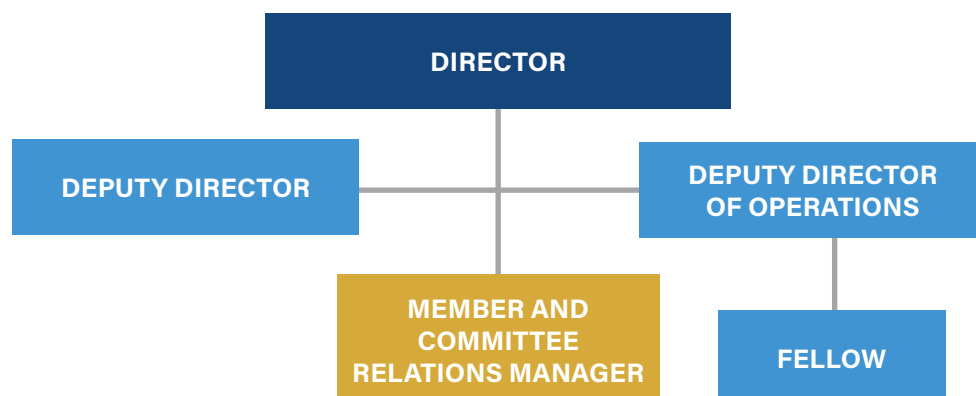 DIRECTOR
DEPUTY DIRECTOR
DEPUTY DIRECTOR
OF OPERATIONS
MEMBER AND
COMMITTEE
RELATIONS MANAGER
FELLOW